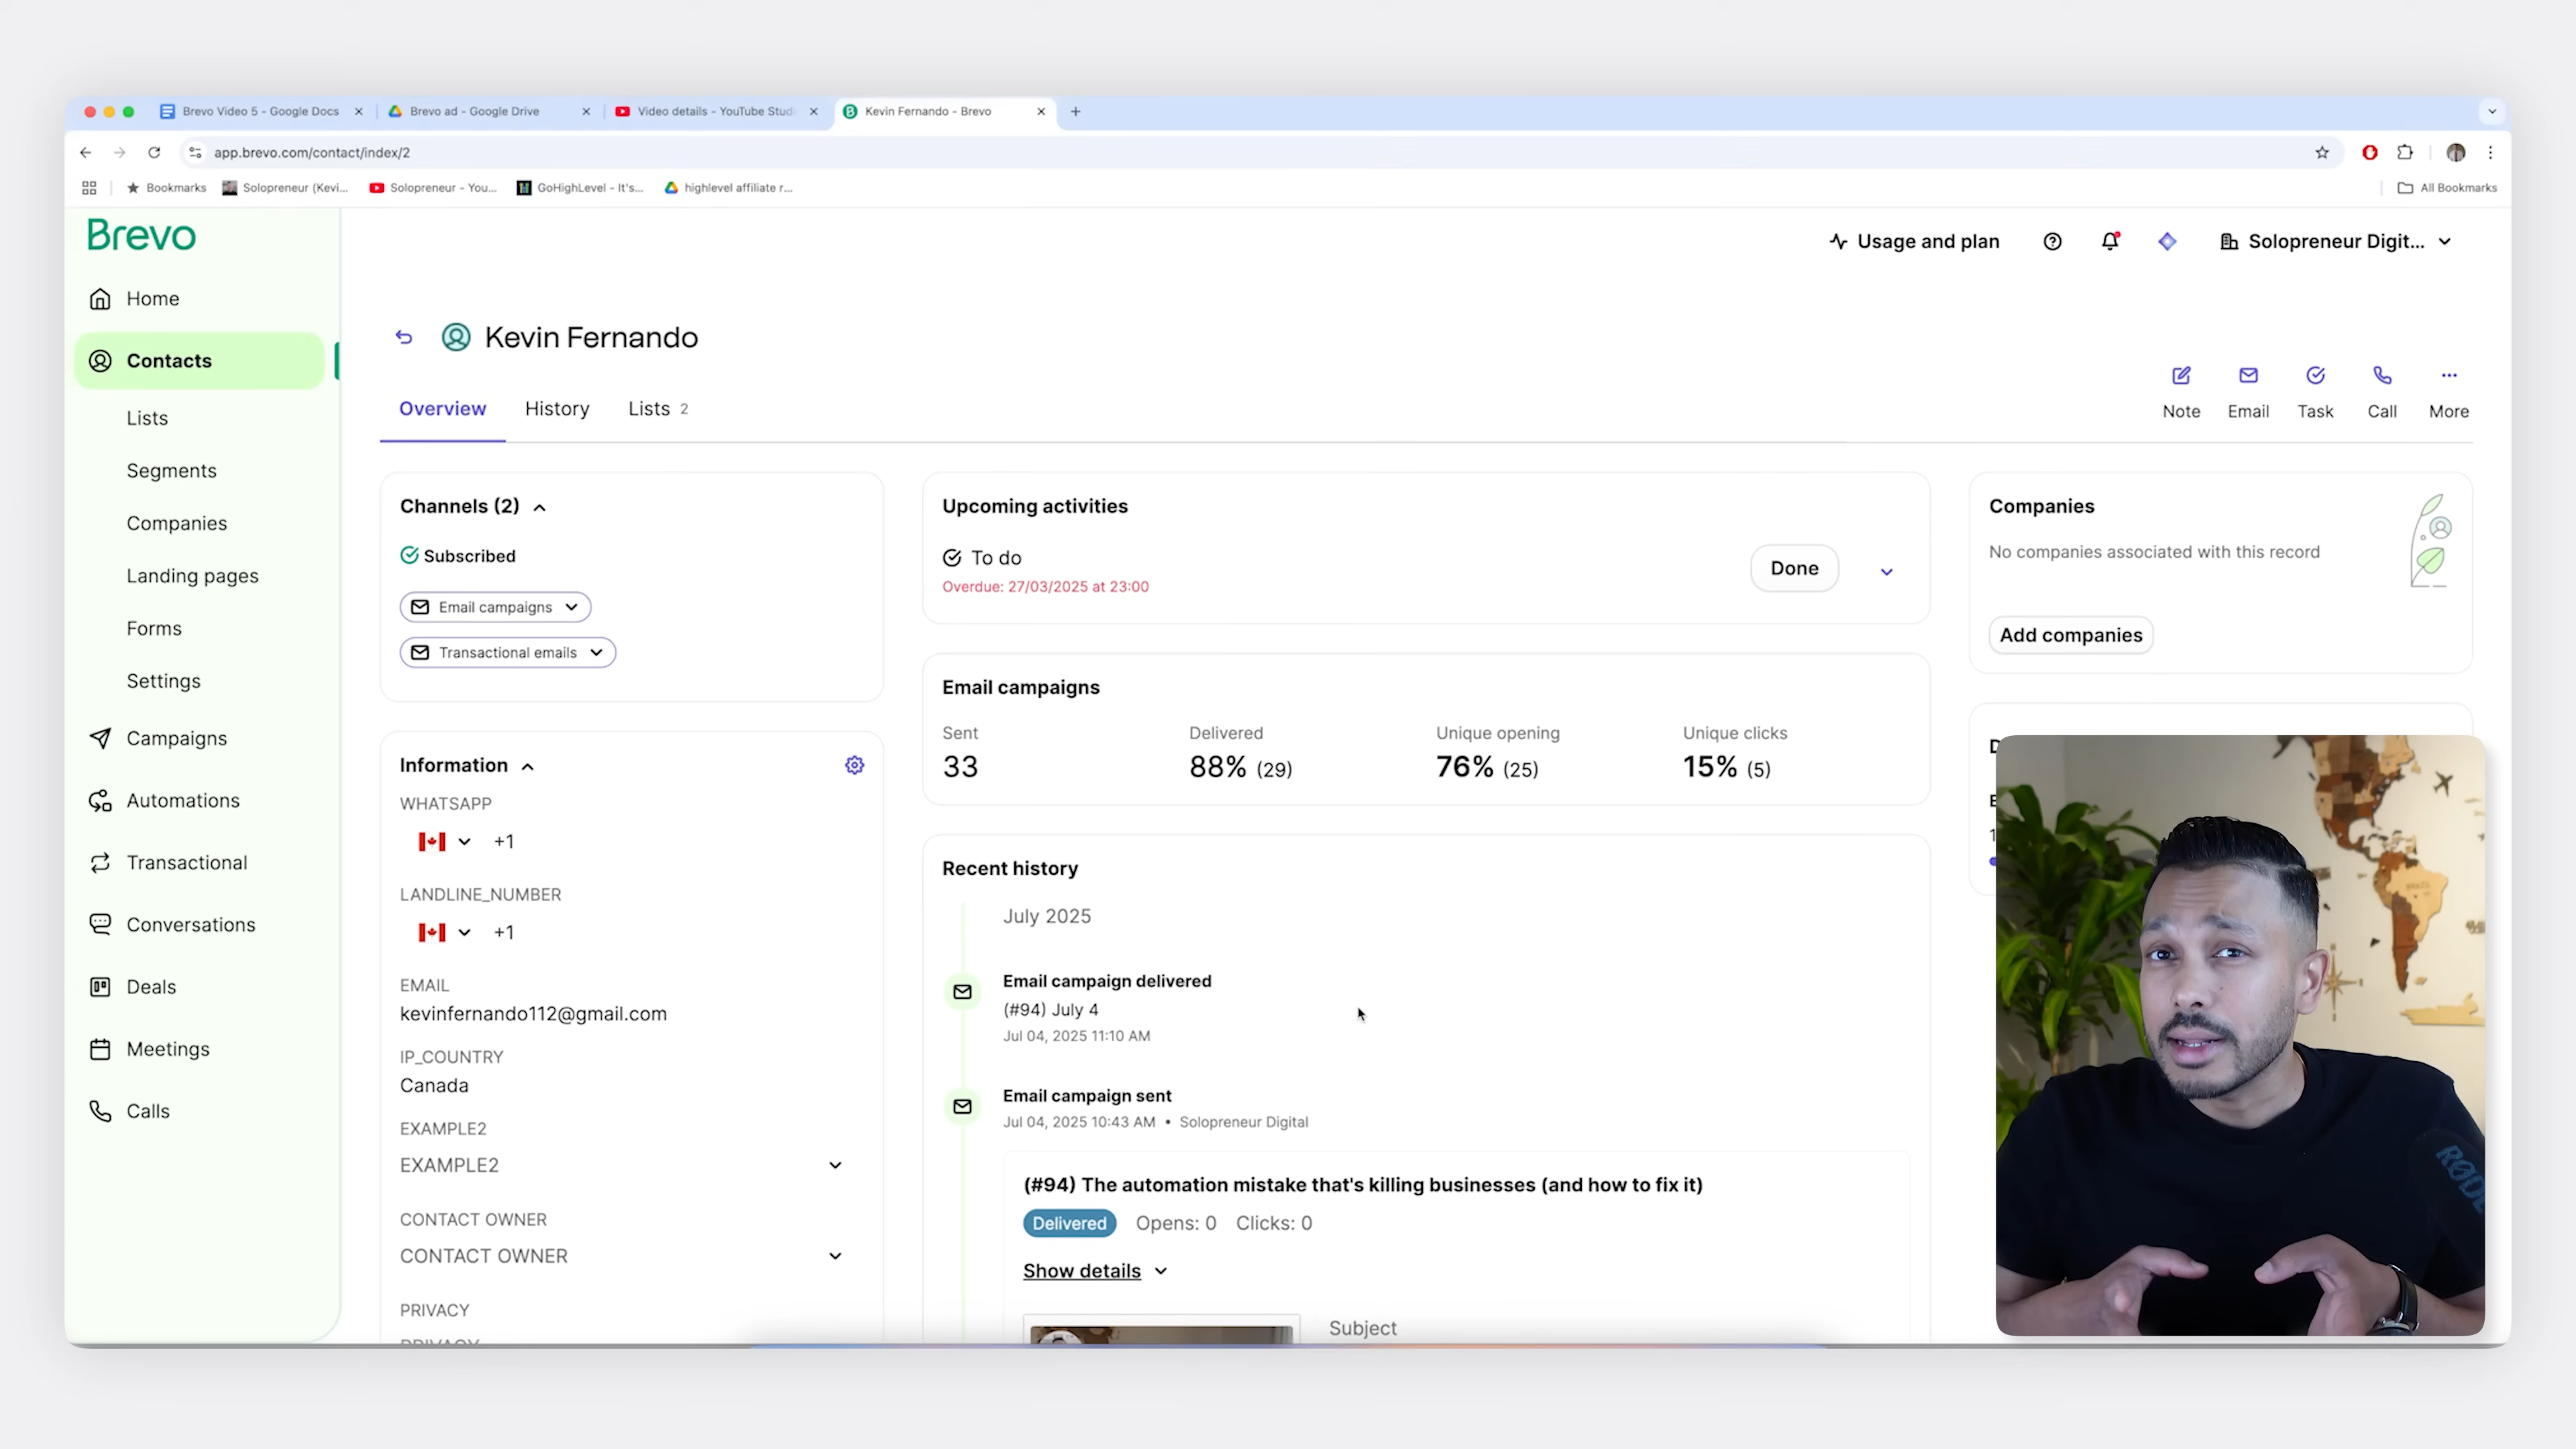 Brevo Video 5 - Google Docs
Brevo ad - Google Drive
Video details - YouTube Stud
Kevin Fernando - Brevo
app.brevo.com/contact/index/2
Bookmarks
Solopreneur (Kevi...
Solopreneur - You...
GoHighLevel - It's...
highlevel affiliate r...
All Bookmarks
Brevo
Usage and plan
Solopreneur Digit...
Home
Contacts
Lists
Segments
Companies
Landing pages
Forms
Settings
Campaigns
Automations
Transactional
Conversations
Deals
Meetings
Calls
Kevin Fernando
Overview
History
Lists 2
Note
Email
Task
Call
More
Channels (2)
Subscribed
Email campaigns
Transactional emails
Information
WHATSAPP
+1
LANDLINE_NUMBER
+1
EMAIL
kevinfernando112@gmail.com
IP_COUNTRY
Canada
EXAMPLE2
EXAMPLE2
CONTACT OWNER
CONTACT OWNER
PRIVACY
PRIVACY
Upcoming activities
To do
Overdue: 27/03/2025 at 23:00
Done
Email campaigns
Sent
33
Delivered
88% (29)
Unique opening
76% (25)
Unique clicks
15% (5)
Recent history
July 2025
Email campaign delivered
(#94) July 4
Jul 04, 2025 11:10 AM
Email campaign sent
Jul 04, 2025 10:43 AM • Solopreneur Digital
(#94) The automation mistake that's killing businesses (and how to fix it)
Delivered
Opens: 0
Clicks: 0
Show details
Subject
Companies
No companies associated with this record
Add companies
BRAZIL
RØDE